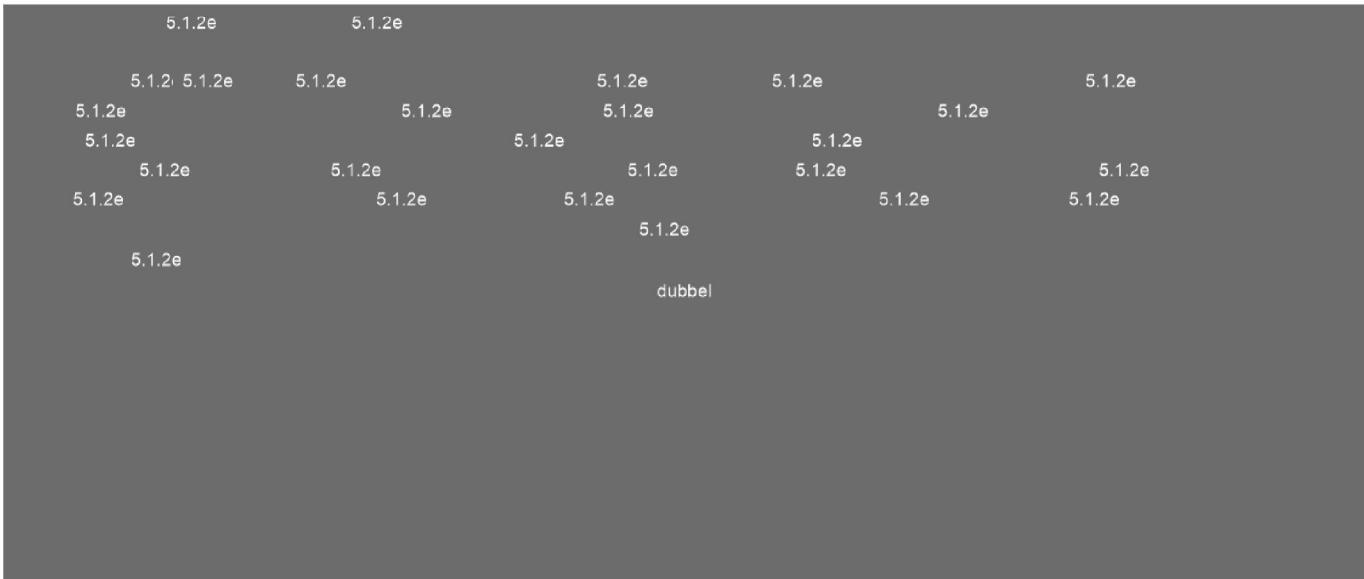 5.1.2e 5.1.2e
5.1.2 5.1.2e 5.1.2e 5.1.2e 5.1.2e 5.1.2e
5.1.2e 5.1.2e 5.1.2e 5.1.2e
5.1.2e 5.1.2e 5.1.2e
5.1.2e 5.1.2e 5.1.2e 5.1.2e 5.1.2e
5.1.2e 5.1.2e 5.1.2e 5.1.2e 5.1.2e
5.1.2e
5.1.2e
dubbel